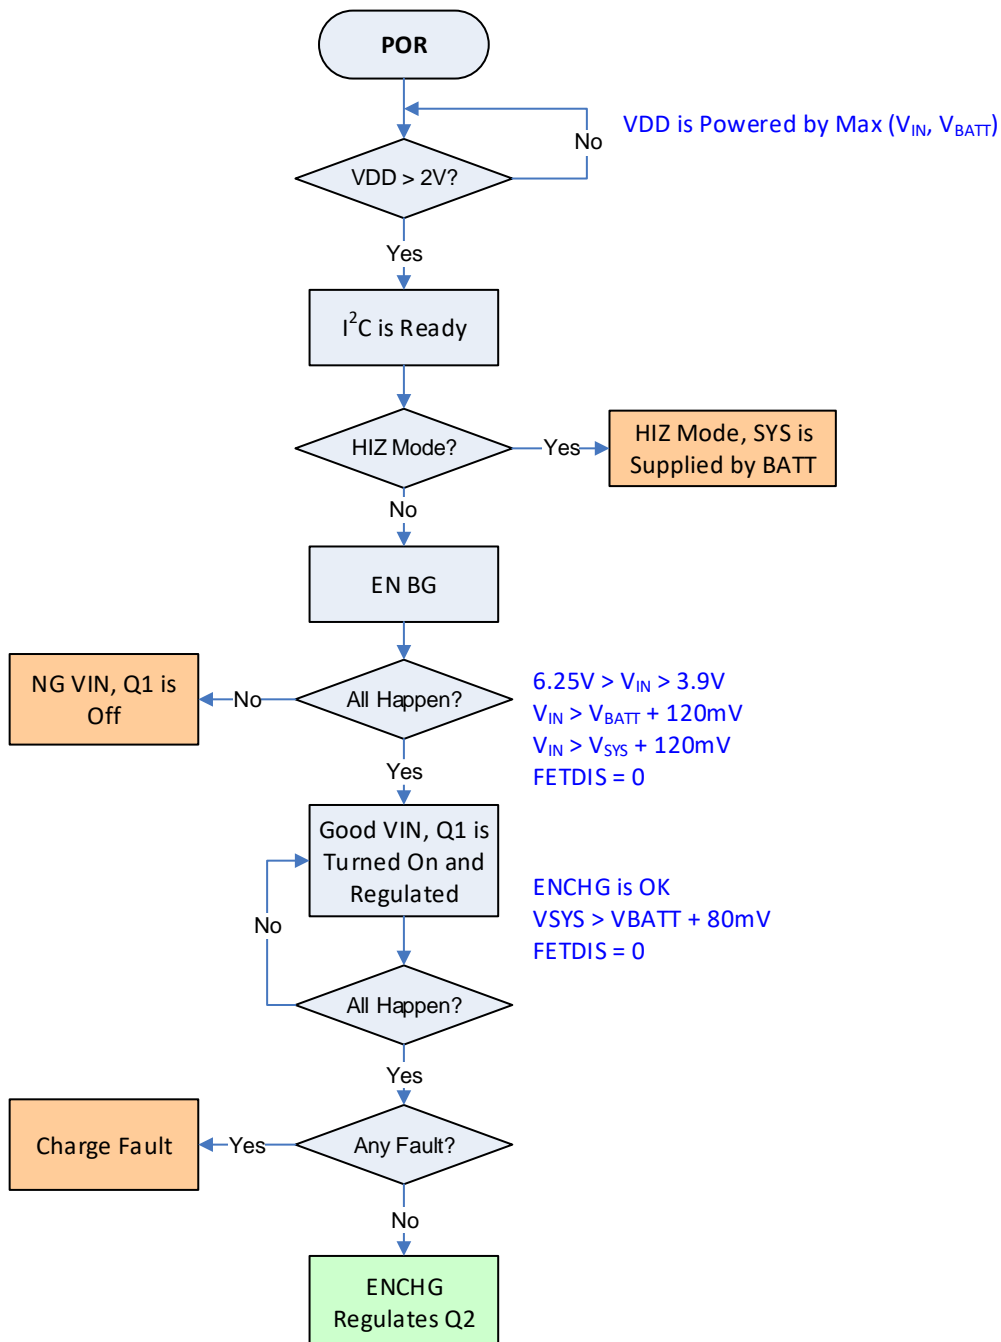 POR
VDD is Powered by Max (VIN, VBATT)
No
VDD > 2V?
Yes
I2C is Ready
HIZ Mode?
Yes
HIZ Mode, SYS is
Supplied by BATT
No
EN BG
NG VIN, Q1 is
Off
No
All Happen?
6.25V > VIN > 3.9V
VIN > VBATT + 120mV
VIN > VSYS + 120mV
FETDIS = 0
Yes
Good VIN, Q1 is
Turned On and
Regulated
No
ENCHG is OK
VSYS > VBATT + 80mV
FETDIS = 0
All Happen?
Yes
Charge Fault
Yes
Any Fault?
No
ENCHG
Regulates Q2